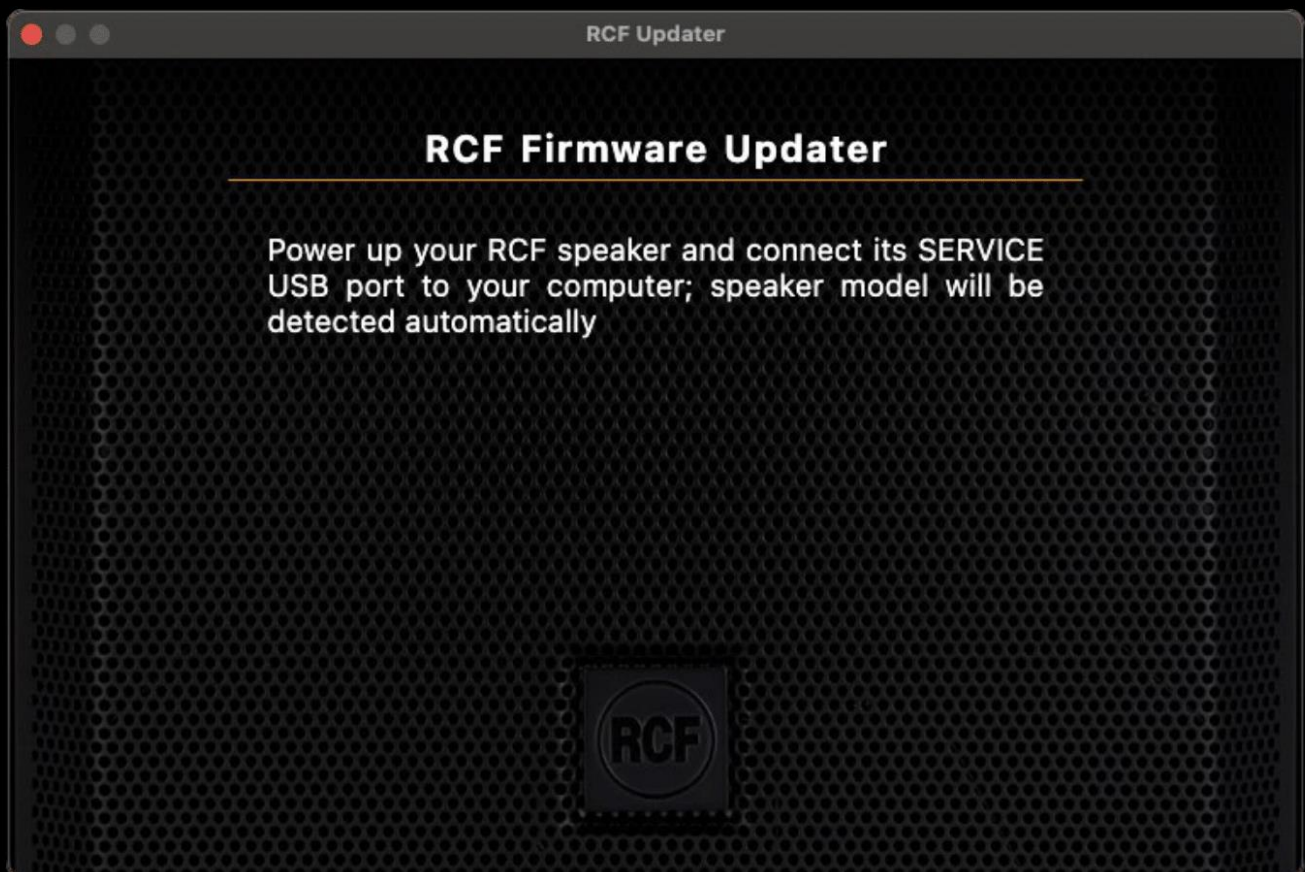 RCF Updater
RCF Firmware Updater
Power up your RCF speaker and connect its SERVICE
USB port to your computer; speaker model will be
detected automatically
RCF